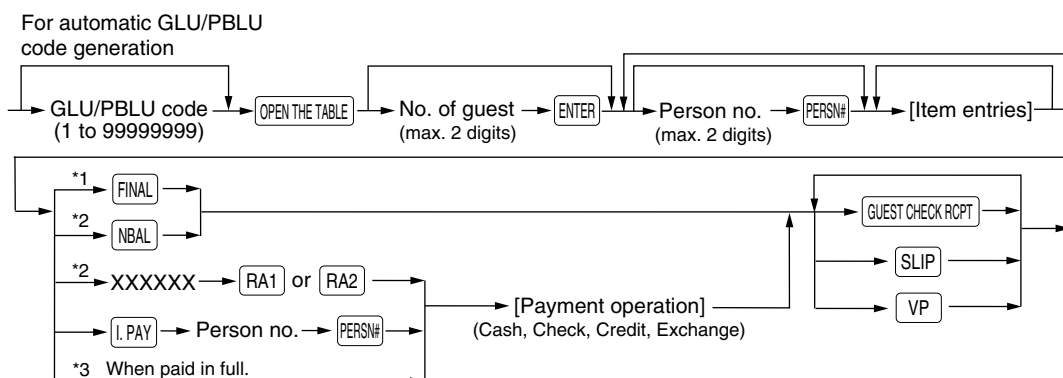 For automatic GLU/PBLU
code generation
GLU/PBLU code
(1 to 99999999)
OPEN THE TABLE
No. of guest
(max. 2 digits)
ENTER
Person no.
(max. 2 digits)
PERSN#
[Item entries]
*1 FINAL
*2 NBAL
*2 XXXXXX RA1 or RA2
I. PAY Person no. PERSN#
*3 When paid in full.
[Payment operation]
(Cash, Check, Credit, Exchange)
GUEST CHECK RCPT
SLIP
VP